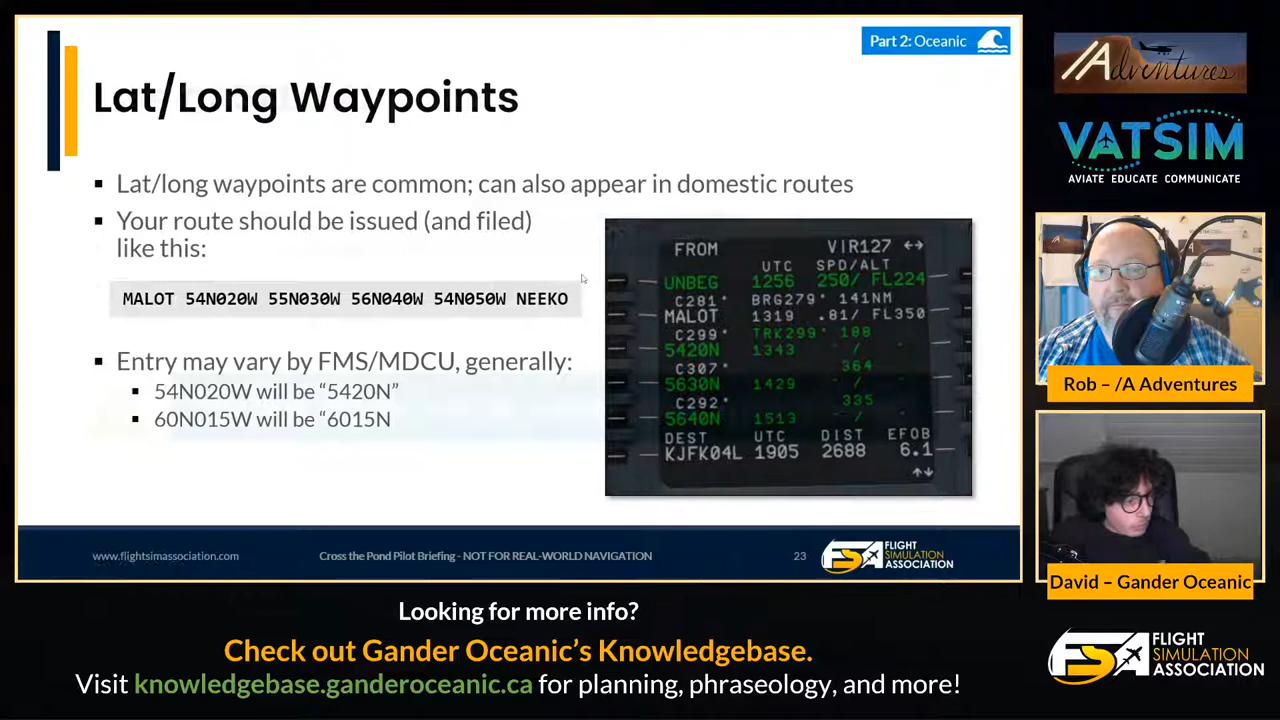 Part 2: Oceanic
Lat/Long Waypoints
▪ Lat/long waypoints are common; can also appear in domestic routes
▪ Your route should be issued (and filed)
like this:
MALOT 54N020W 55N030W 56N040W 54N050W NEEKO
▪ Entry may vary by FMS/MDCU, generally:
▪ 54N020W will be “5420N”
▪ 60N015W will be “6015N
FROM VIR127 ↔
UTC SPD/ALT
UNBEG 1256 250/ FL224
C281° BRG279° 141NM
MALOT 1319 .81/ FL350
C299° TRK299° 188
5420N 1343 - / -
C307° 364
5630N 1429 - / -
C292° 335
5640N 1513 - / -
DEST UTC DIST EFOB
KJFK04L 1905 2688 6.1
↑↓
www.flightsimassociation.com Cross the Pond Pilot Briefing - NOT FOR REAL-WORLD NAVIGATION 23
FSA FLIGHT
SIMULATION
ASSOCIATION
/Adventures
VATSIM
AVIATE EDUCATE COMMUNICATE
Rob – /A Adventures
David – Gander Oceanic
Looking for more info?
Check out Gander Oceanic’s Knowledgebase.
Visit knowledgebase.ganderoceanic.ca for planning, phraseology, and more!
FSA FLIGHT
SIMULATION
ASSOCIATION